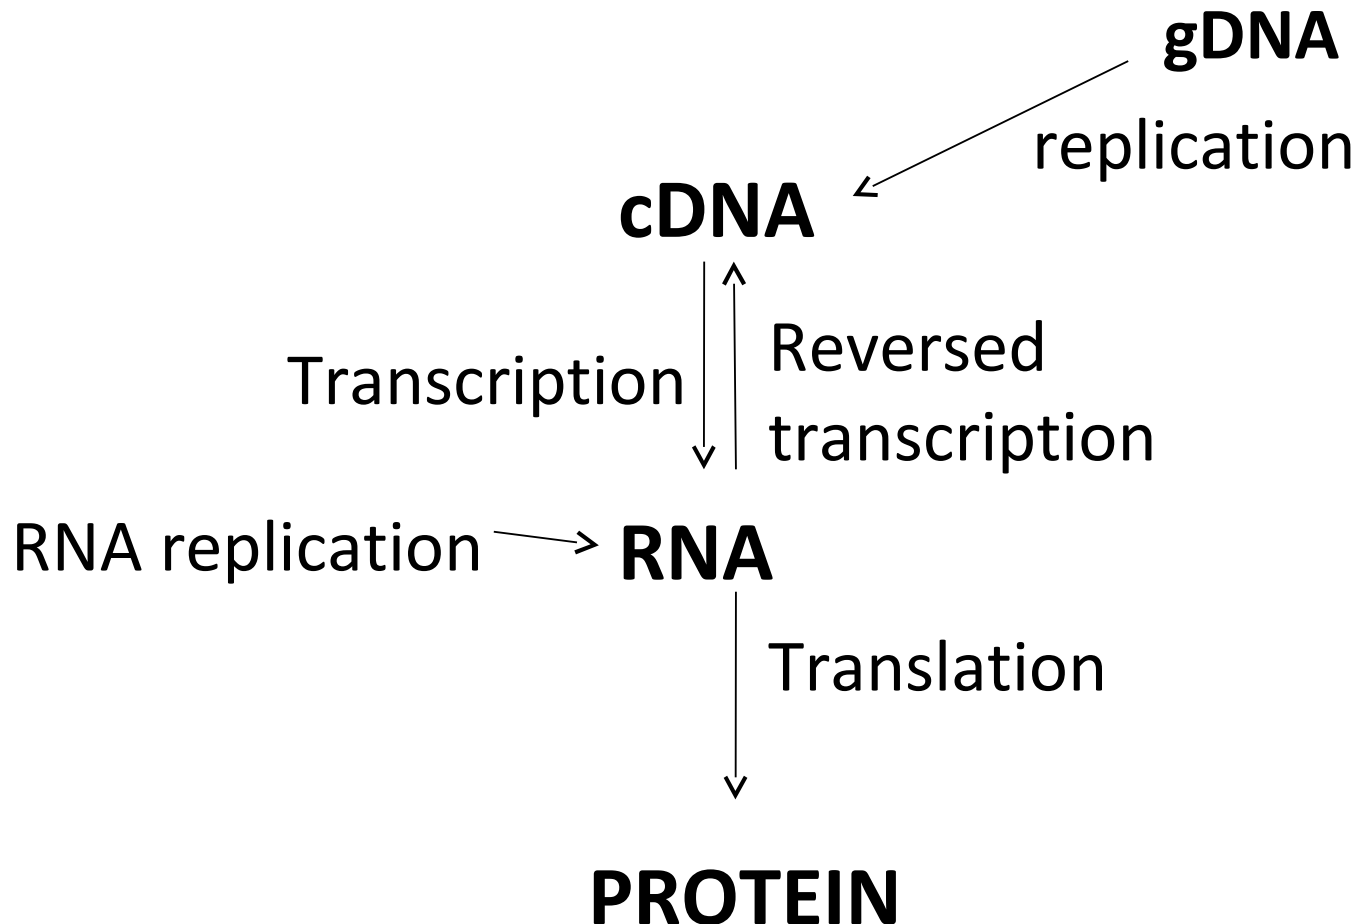 gDNA
replication
cDNA
Transcription
Reversed
transcription
RNA replication
RNA
Translation
PROTEIN